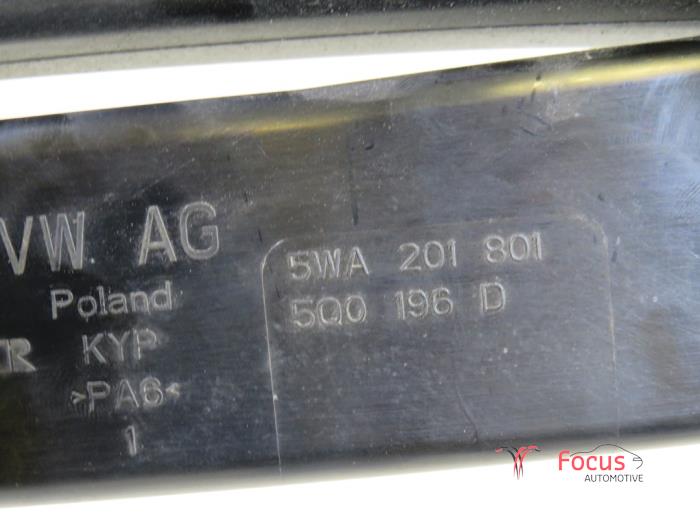 VW AG
Poland
R KYP
>PA6<
1
5WA 201 801
5Q0 196 D
Focus
AUTOMOTIVE